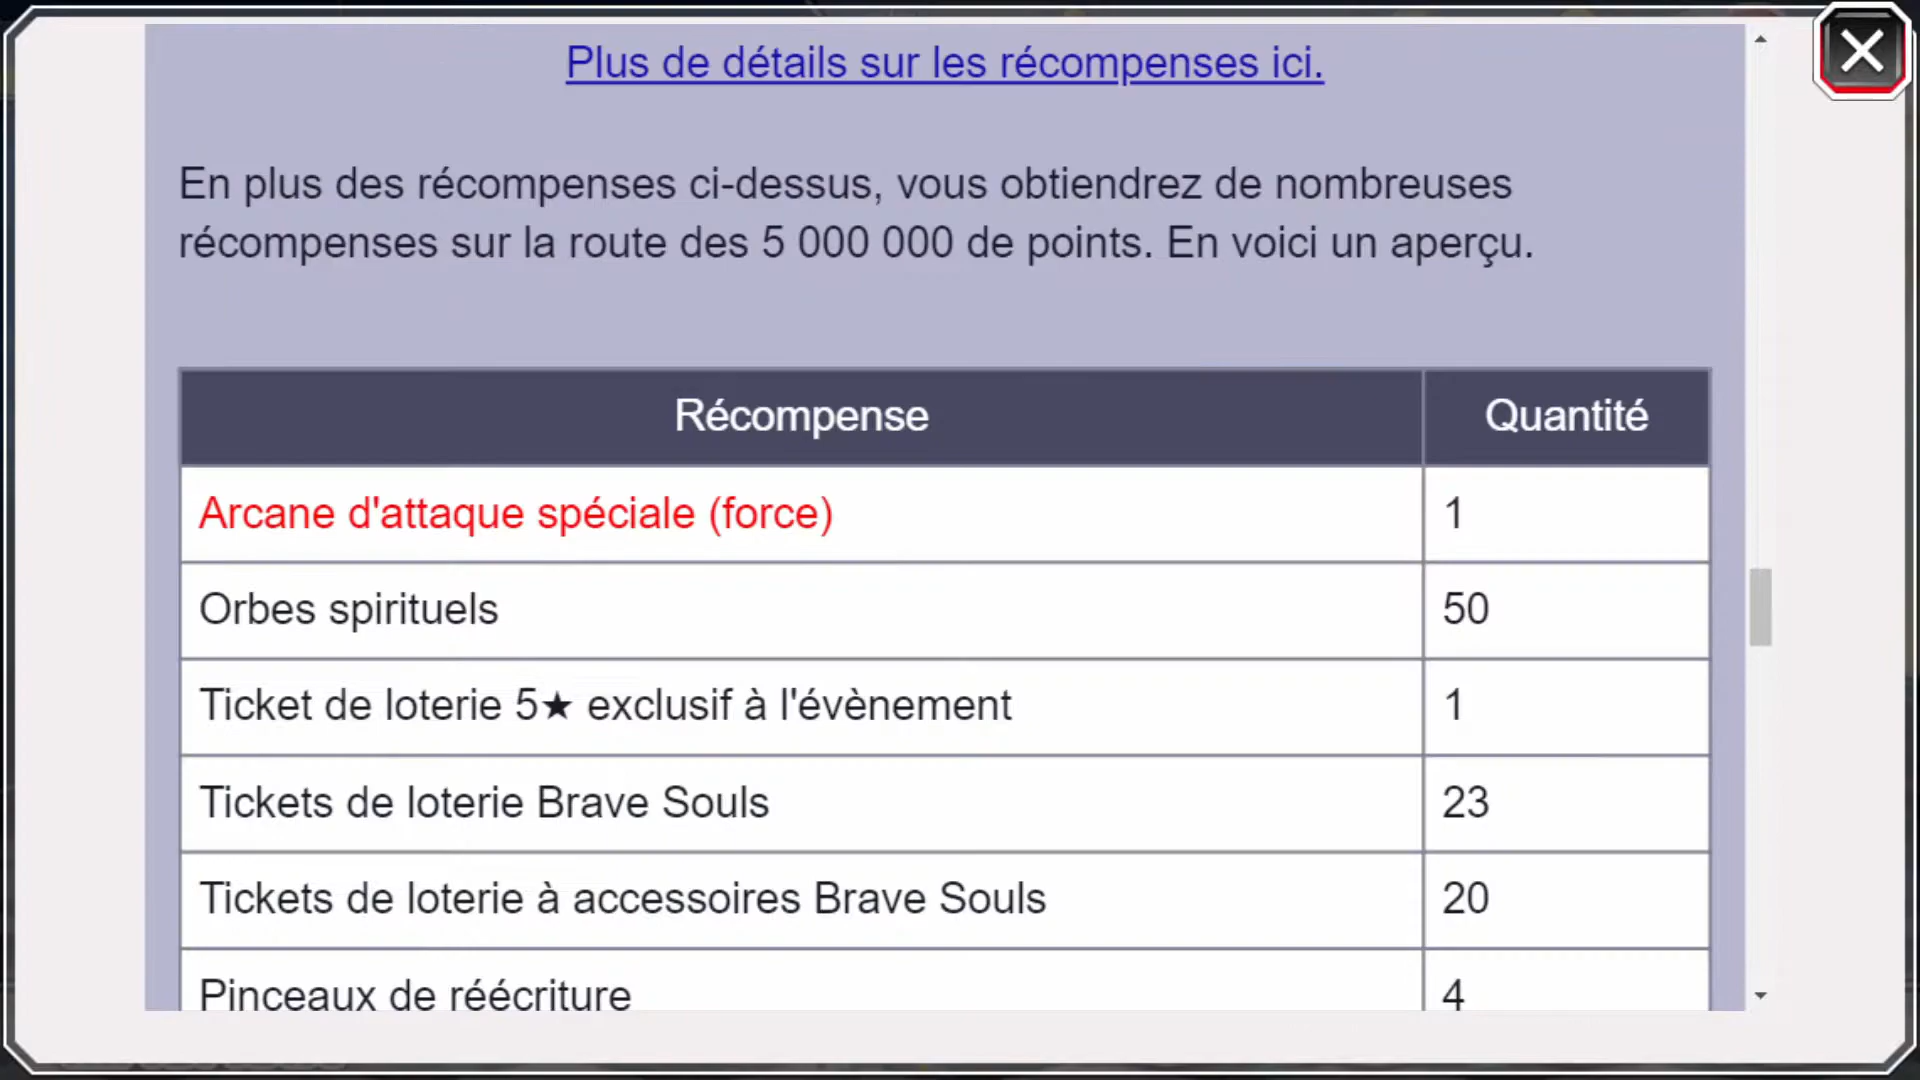 Plus de détails sur les récompenses ici.
En plus des récompenses ci-dessus, vous obtiendrez de nombreuses
récompenses sur la route des 5 000 000 de points. En voici un aperçu.
Récompense Quantité
Arcane d'attaque spéciale (force) 1
Orbes spirituels 50
Ticket de loterie 5★ exclusif à l'évènement 1
Tickets de loterie Brave Souls 23
Tickets de loterie à accessoires Brave Souls 20
Pinceaux de réécriture 4